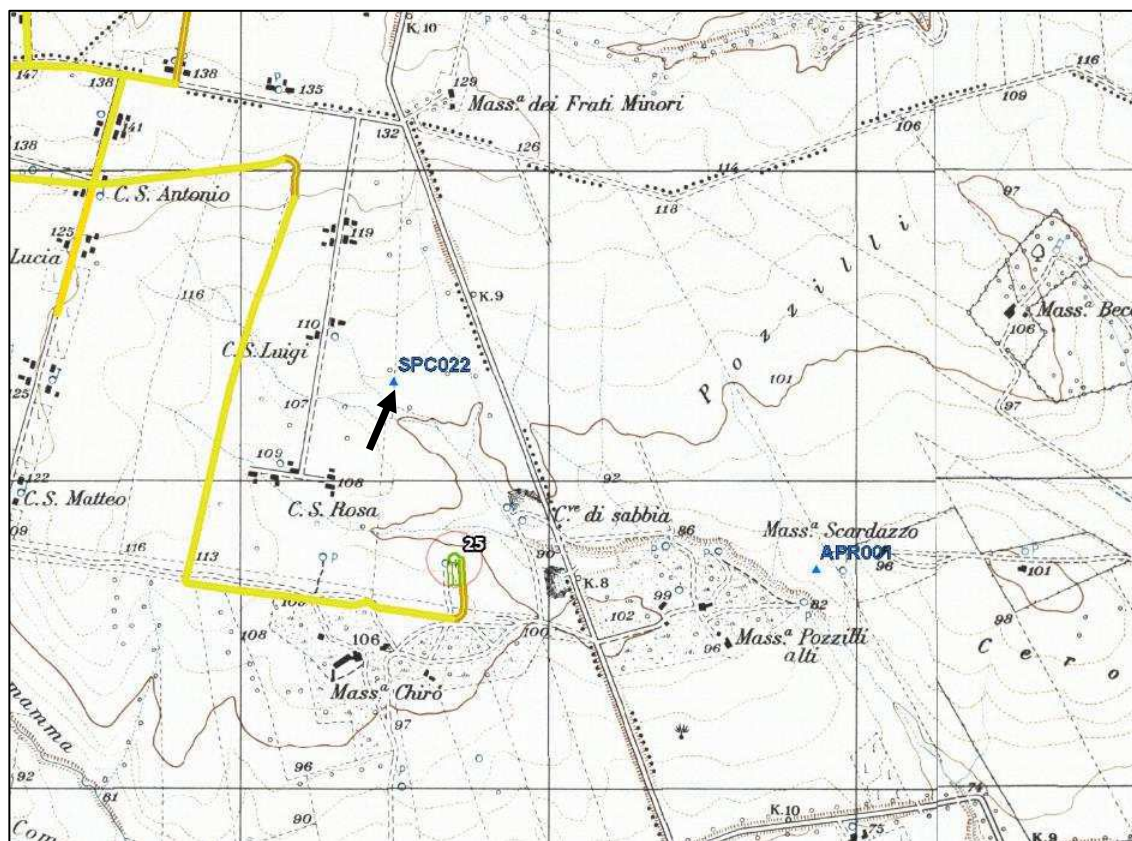 K.10
147
138
138
P
135
129
Mass.ª dei Frati Minori
132
126
114
118
106
109
116
141
138
C. S. Antonio
125
Lucia
119
116
K.9
110
C. S. Luigi
SPC022
107
Pozzilli
101
97
106
Mass.ª Bec
97
125
109
108
C. S. Rosa
122
C. S. Matteo
09
92
C.ve di sabbia
86
Mass.ª Scardazzo
APR001
P
P
96
P
101
116
113
P
25
90
K.8
99
82
P
102
98
100
Mass.ª Pozzilli
alti
96
Cero
108
106
Mass.ª Chirò
97
mamma
92
81
96
P
90
Com
K.10
74
75
K.9